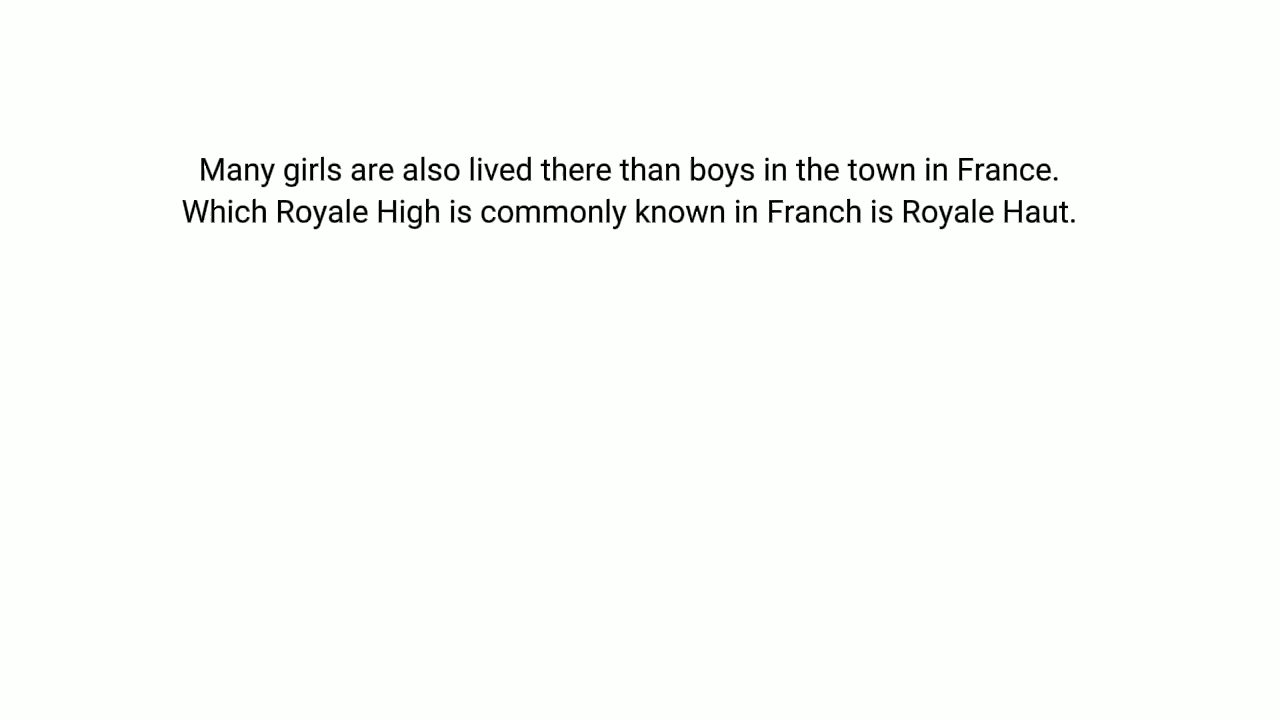 Many girls are also lived there than boys in the town in France.
Which Royale High is commonly known in Franch is Royale Haut.